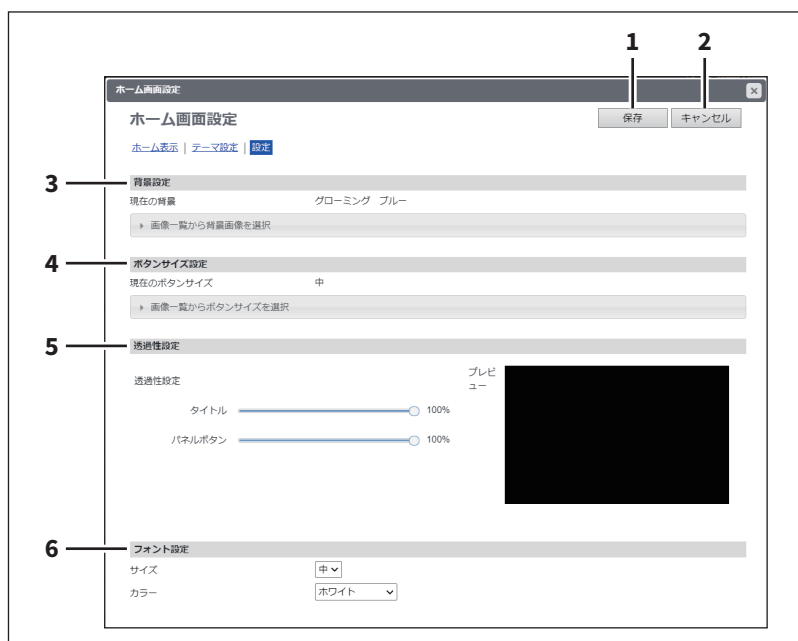 1 2
ホーム画面設定
ホーム画面設定 保存 キャンセル
ホーム表示 | テーマ設定 | 設定
3 背景設定
現在の背景 グローミング ブルー
画像一覧から背景画像を選択
4 ボタンサイズ設定
現在のボタンサイズ 中
画像一覧からボタンサイズを選択
5 透過性設定
透過性設定 プレビ
ュー
タイトル 100%
パネルボタン 100%
6 フォント設定
サイズ 中
カラー ホワイト